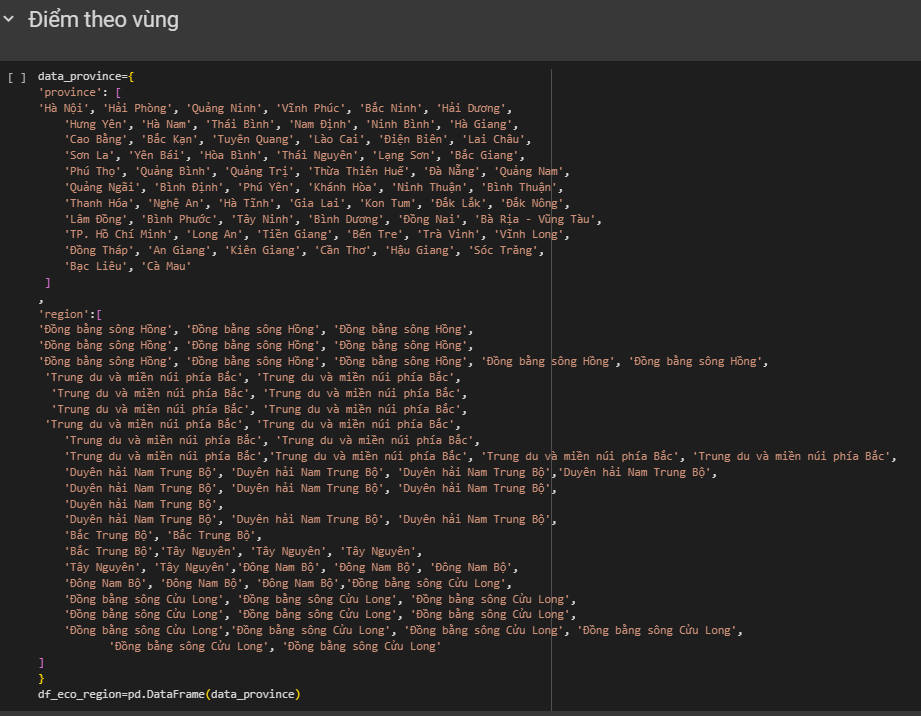 Điểm theo vùng
[ ] data_province={
'province': [
'Hà Nội', 'Hải Phòng', 'Quảng Ninh', 'Vĩnh Phúc', 'Bắc Ninh', 'Hải Dương',
'Hưng Yên', 'Hà Nam', 'Thái Bình', 'Nam Định', 'Ninh Bình', 'Hà Giang',
'Cao Bằng', 'Bắc Kạn', 'Tuyên Quang', 'Lào Cai', 'Điện Biên', 'Lai Châu',
'Sơn La', 'Yên Bái', 'Hòa Bình', 'Thái Nguyên', 'Lạng Sơn', 'Bắc Giang',
'Phú Thọ', 'Quảng Bình', 'Quảng Trị', 'Thừa Thiên Huế', 'Đà Nẵng', 'Quảng Nam',
'Quảng Ngãi', 'Bình Định', 'Phú Yên', 'Khánh Hòa', 'Ninh Thuận', 'Bình Thuận',
'Thanh Hóa', 'Nghệ An', 'Hà Tĩnh', 'Gia Lai', 'Kon Tum', 'Đắk Lắk', 'Đắk Nông',
'Lâm Đồng', 'Bình Phước', 'Tây Ninh', 'Bình Dương', 'Đồng Nai', 'Bà Rịa - Vũng Tàu',
'TP. Hồ Chí Minh', 'Long An', 'Tiền Giang', 'Bến Tre', 'Trà Vinh', 'Vĩnh Long',
'Đồng Tháp', 'An Giang', 'Kiên Giang', 'Cần Thơ', 'Hậu Giang', 'Sóc Trăng',
'Bạc Liêu', 'Cà Mau'
]
,
'region':[
'Đồng bằng sông Hồng', 'Đồng bằng sông Hồng', 'Đồng bằng sông Hồng',
'Đồng bằng sông Hồng', 'Đồng bằng sông Hồng', 'Đồng bằng sông Hồng',
'Đồng bằng sông Hồng', 'Đồng bằng sông Hồng', 'Đồng bằng sông Hồng', 'Đồng bằng sông Hồng', 'Đồng bằng sông Hồng',
'Trung du và miền núi phía Bắc', 'Trung du và miền núi phía Bắc',
'Trung du và miền núi phía Bắc', 'Trung du và miền núi phía Bắc',
'Trung du và miền núi phía Bắc', 'Trung du và miền núi phía Bắc',
'Trung du và miền núi phía Bắc', 'Trung du và miền núi phía Bắc',
'Trung du và miền núi phía Bắc', 'Trung du và miền núi phía Bắc',
'Trung du và miền núi phía Bắc','Trung du và miền núi phía Bắc', 'Trung du và miền núi phía Bắc', 'Trung du và miền núi phía Bắc',
'Duyên hải Nam Trung Bộ', 'Duyên hải Nam Trung Bộ', 'Duyên hải Nam Trung Bộ','Duyên hải Nam Trung Bộ',
'Duyên hải Nam Trung Bộ', 'Duyên hải Nam Trung Bộ', 'Duyên hải Nam Trung Bộ',
'Duyên hải Nam Trung Bộ',
'Duyên hải Nam Trung Bộ', 'Duyên hải Nam Trung Bộ', 'Duyên hải Nam Trung Bộ',
'Bắc Trung Bộ', 'Bắc Trung Bộ',
'Bắc Trung Bộ','Tây Nguyên', 'Tây Nguyên', 'Tây Nguyên',
'Tây Nguyên', 'Tây Nguyên','Đông Nam Bộ', 'Đông Nam Bộ', 'Đông Nam Bộ',
'Đông Nam Bộ', 'Đông Nam Bộ', 'Đông Nam Bộ','Đồng bằng sông Cửu Long',
'Đồng bằng sông Cửu Long', 'Đồng bằng sông Cửu Long', 'Đồng bằng sông Cửu Long',
'Đồng bằng sông Cửu Long', 'Đồng bằng sông Cửu Long', 'Đồng bằng sông Cửu Long',
'Đồng bằng sông Cửu Long','Đồng bằng sông Cửu Long', 'Đồng bằng sông Cửu Long', 'Đồng bằng sông Cửu Long',
'Đồng bằng sông Cửu Long', 'Đồng bằng sông Cửu Long'
]
}
df_eco_region=pd.DataFrame(data_province)